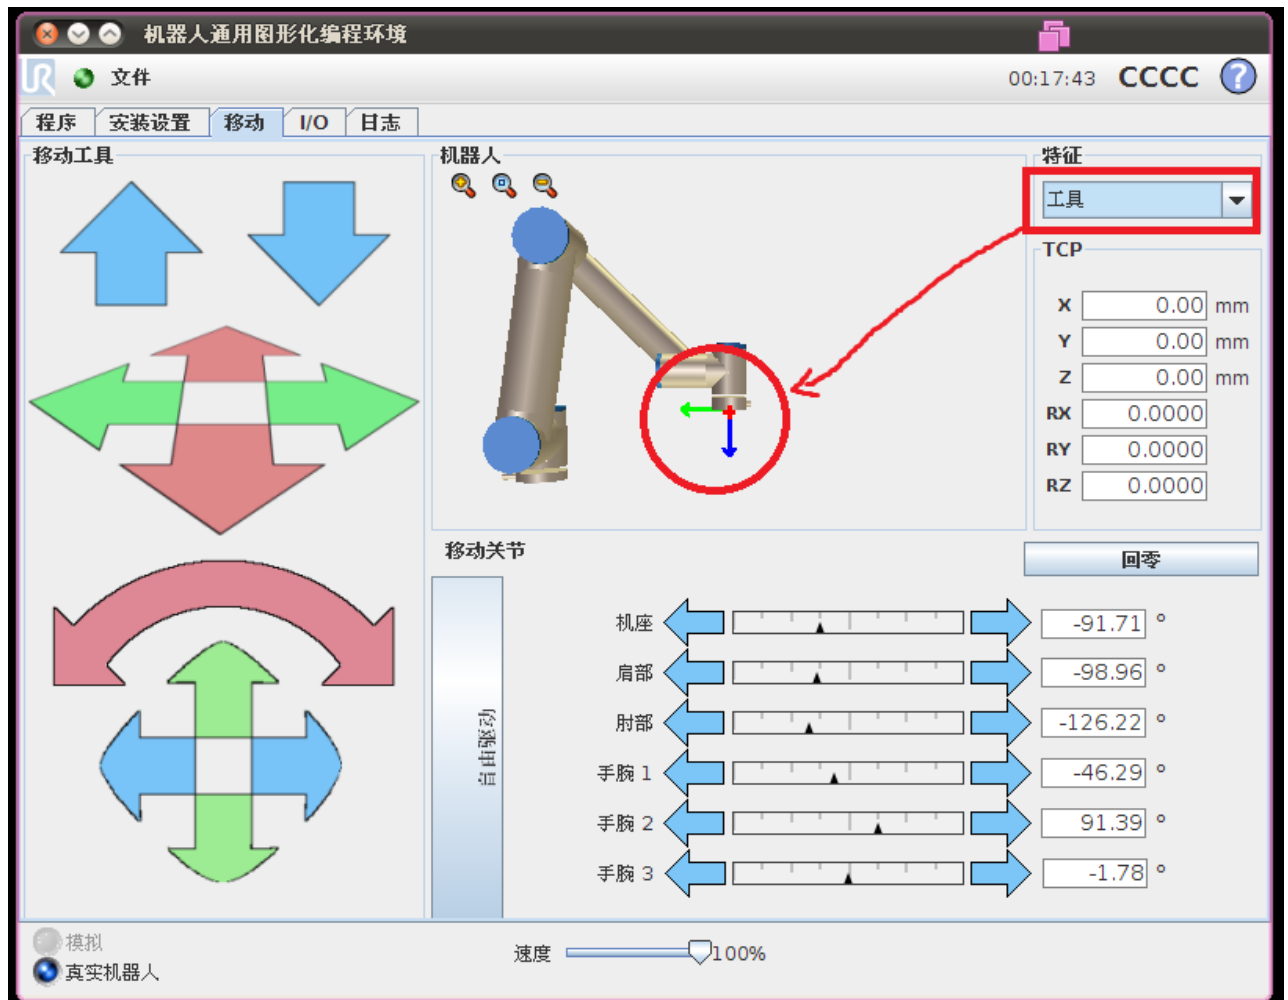 机器人通用图形化编程环境
UR 文件 00:17:43 CCCC ?
程序 安装设置 移动 I/O 日志
移动工具 机器人 特征
工具
TCP
X 0.00 mm
Y 0.00 mm
Z 0.00 mm
RX 0.0000
RY 0.0000
RZ 0.0000
移动关节 回零
自由驱动
机座 -91.71 °
肩部 -98.96 °
肘部 -126.22 °
手腕 1 -46.29 °
手腕 2 91.39 °
手腕 3 -1.78 °
模拟
真实机器人
速度 100%